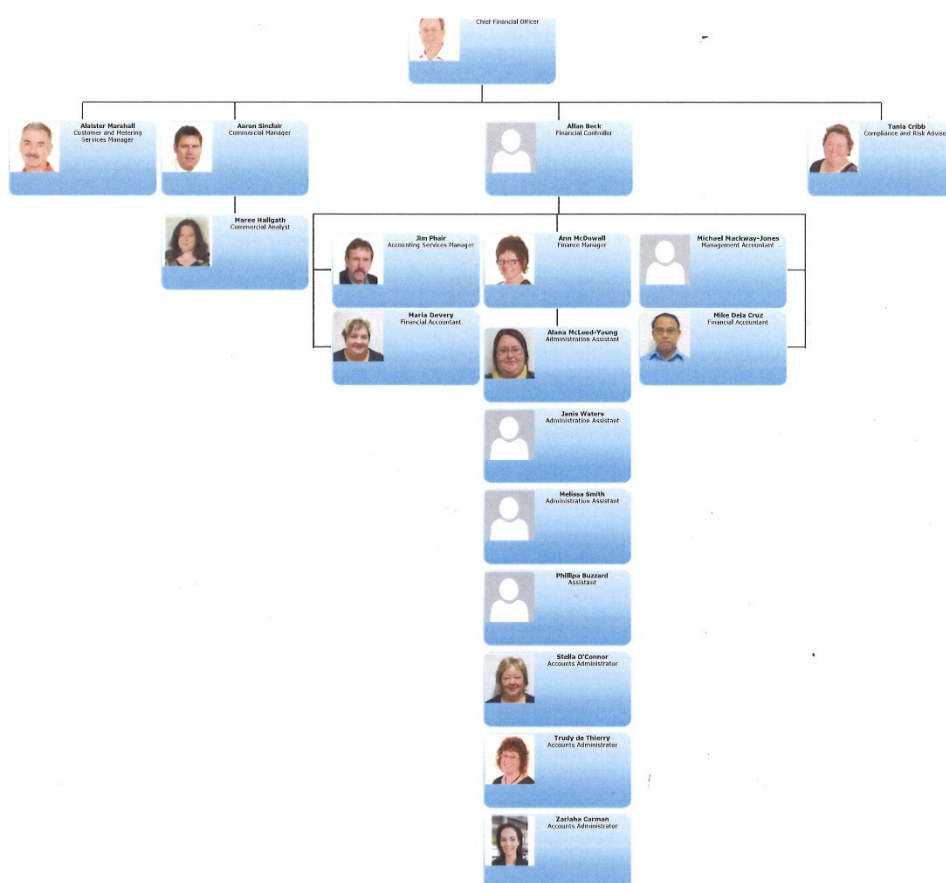 Chief Financial Officer
Alaister Marshall
Customer and Metering
Services Manager
Aaron Sinclair
Commercial Manager
Allan Beck
Financial Controller
Tania Cribb
Compliance and Risk Adviso
Maree Hallgath
Commercial Analyst
Jim Phair
Accounting Services Manager
Ann McDowall
Finance Manager
Michael Mackway-Jones
Management Accountant
Maria Devery
Financial Accountant
Alana McLeod-Young
Administration Assistant
Mike Dela Cruz
Financial Accountant
Janis Waters
Administration Assistant
Melissa Smith
Administration Assistant
Phillipa Buzzard
Assistant
Stella O'Connor
Accounts Administrator
Trudy de Thierry
Accounts Administrator
Zariaha Carman
Accounts Administrator